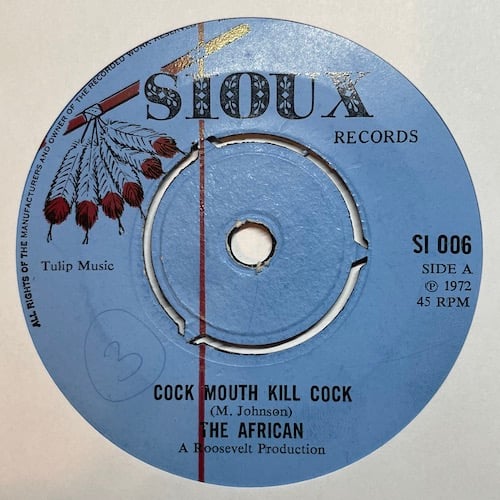 ALL RIGHTS OF THE MANUFACTURERS AND OWNER OF THE RECORDED WORK RESERVED
SIOUX
RECORDS
Tulip Music
SI 006
SIDE A
Ⓟ 1972
45 RPM
3
COCK MOUTH KILL COCK
(M. Johnson)
THE AFRICAN
A Roosevelt Production